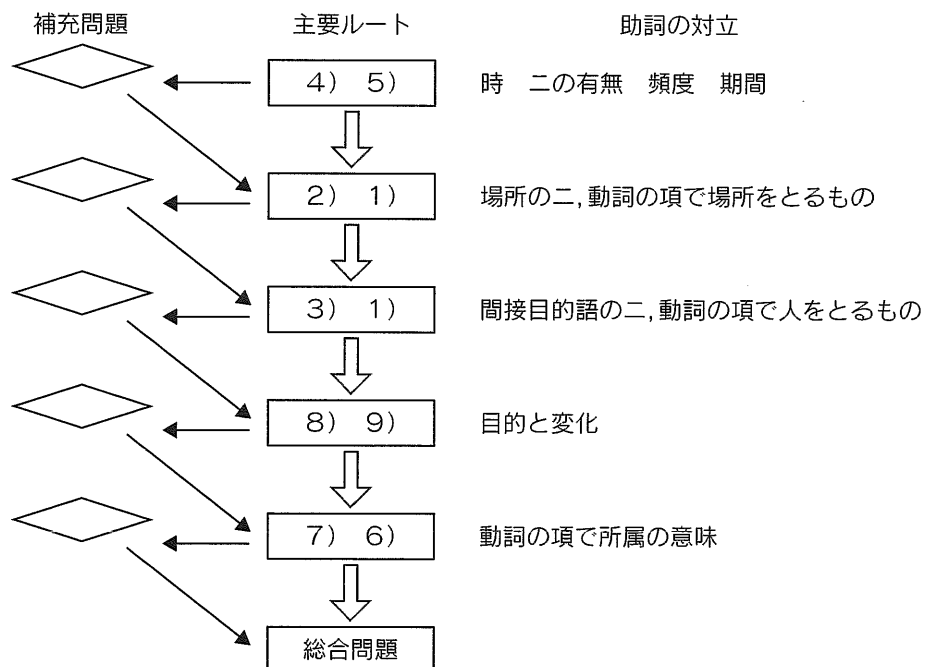 補充問題 主要ルート 助詞の対立
4) 5) 時 ニの有無 頻度 期間
2) 1) 場所のニ,動詞の項で場所をとるもの
3) 1) 間接目的語のニ,動詞の項で人をとるもの
8) 9) 目的と変化
7) 6) 動詞の項で所属の意味
総合問題